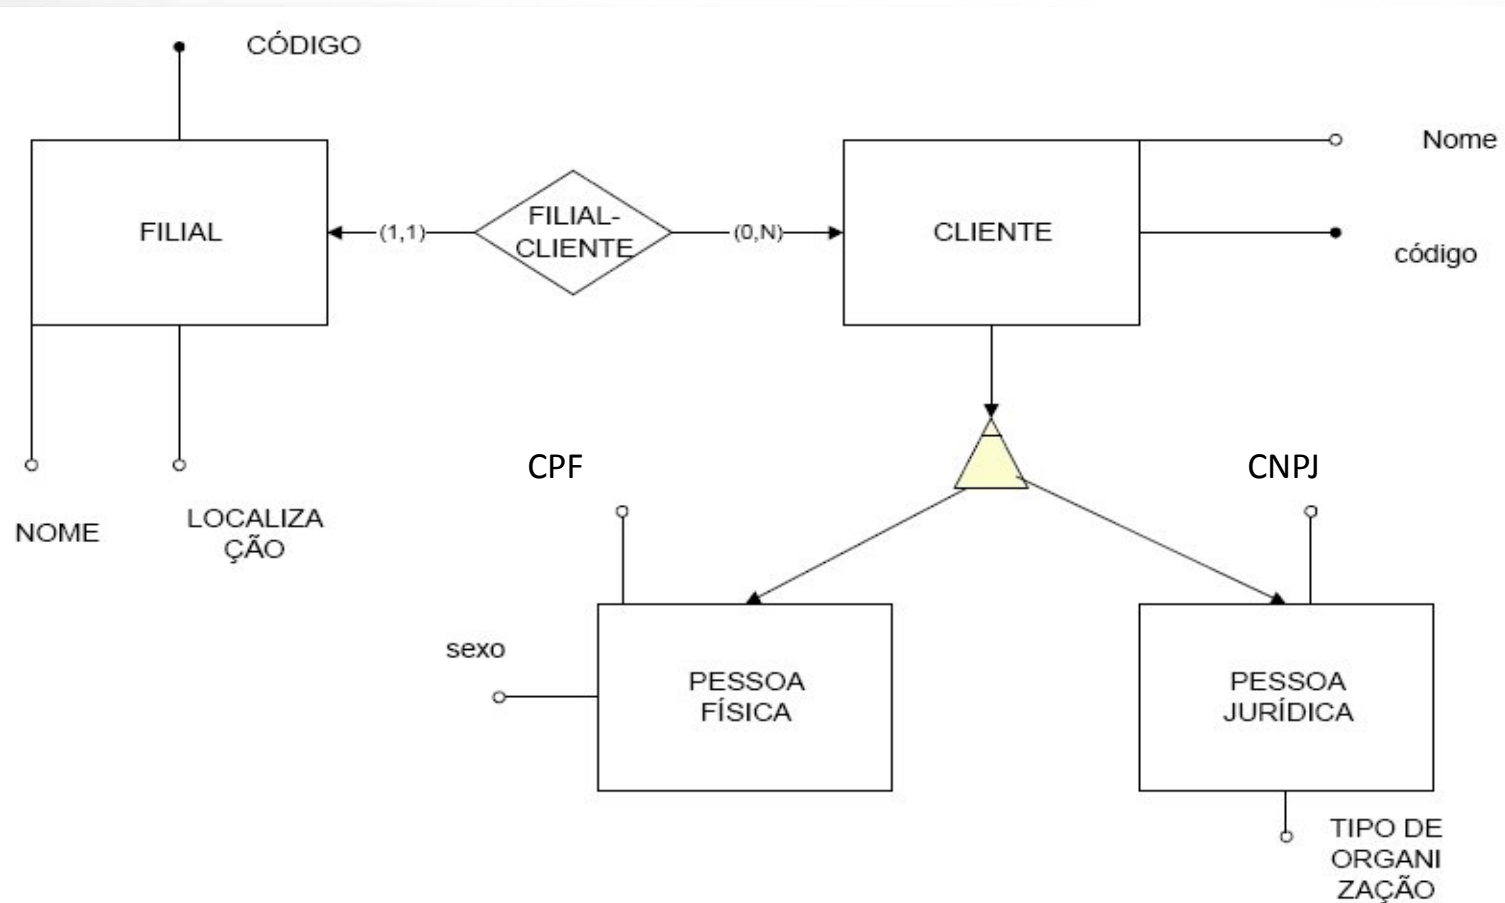 CÓDIGO
Nome
FILIAL
(1,1)
FILIAL-
CLIENTE
(0,N)
CLIENTE
código
CPF
CNPJ
NOME
LOCALIZA
ÇÃO
sexo
PESSOA
FÍSICA
PESSOA
JURÍDICA
TIPO DE
ORGANI
ZAÇÃO